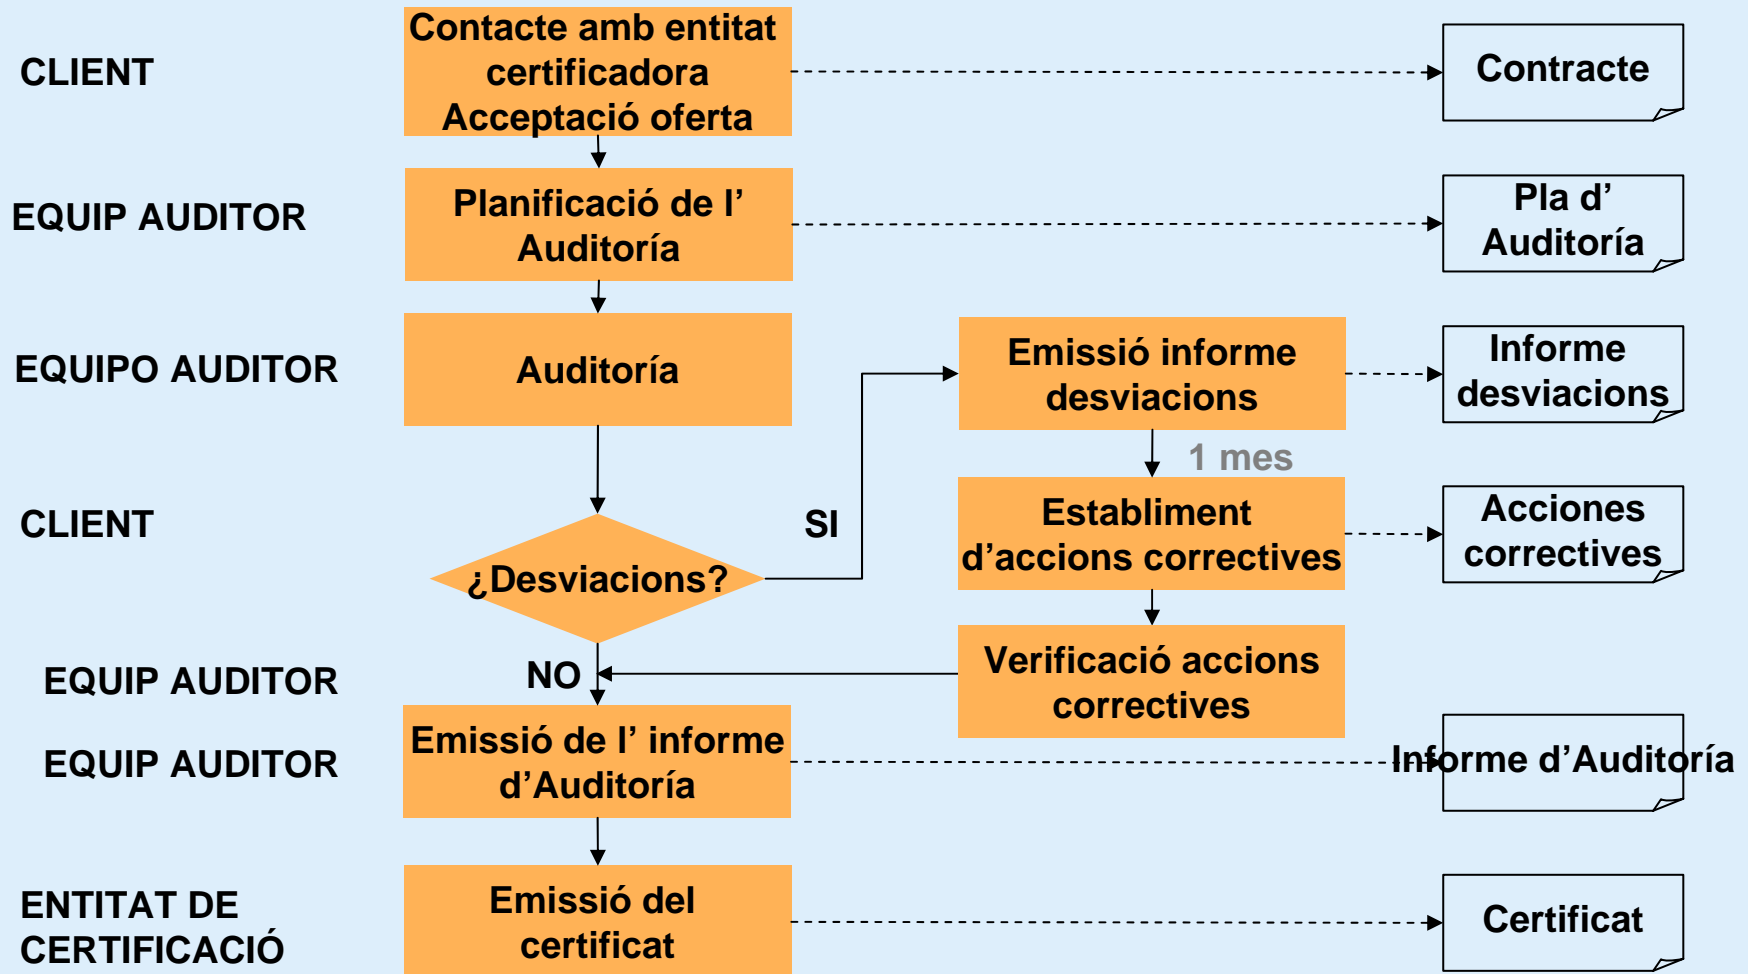 CLIENT
Contacte amb entitat
certificadora
Acceptació oferta
Contracte
EQUIP AUDITOR
Planificació de l’
Auditoría
Pla d’
Auditoría
EQUIPO AUDITOR
Auditoría
Emissió informe
desviacions
Informe
desviacions
1 mes
CLIENT
SI
Establiment
d’accions correctives
Acciones
correctives
¿Desviacions?
EQUIP AUDITOR
NO
Verificació accions
correctives
EQUIP AUDITOR
Emissió de l’ informe
d’Auditoría
Informe d’Auditoría
ENTITAT DE
CERTIFICACIÓ
Emissió del
certificat
Certificat